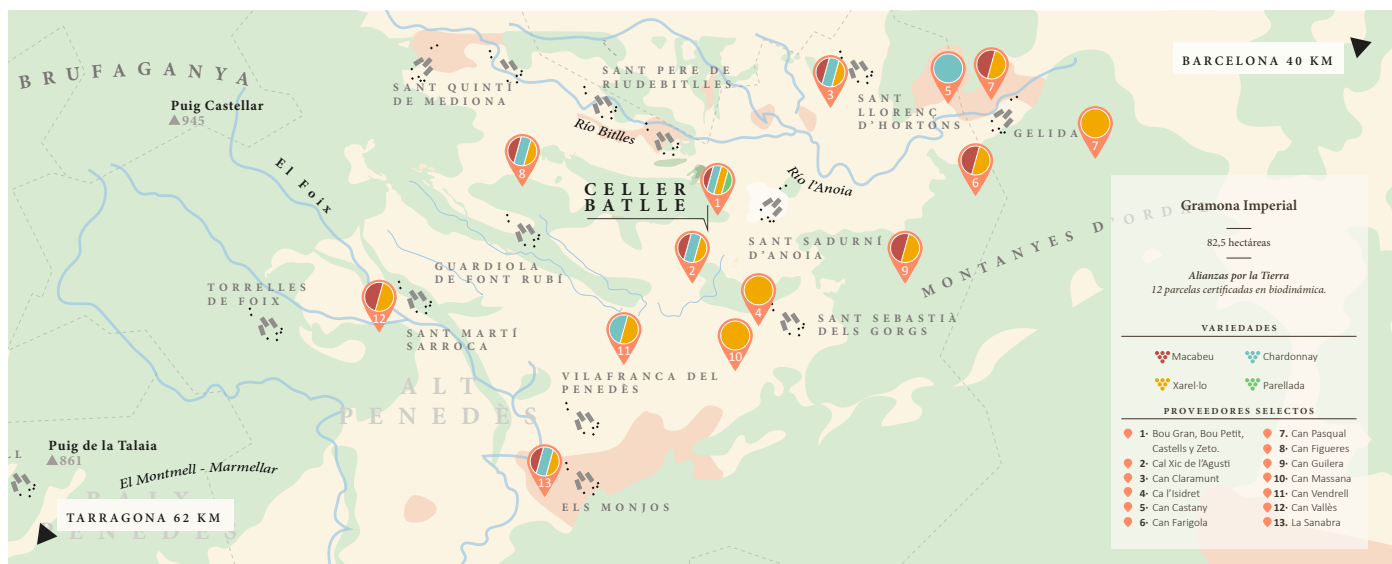 BRUFAGANYA
Puig Castellar
945
SANT QUINTÍ
DE MEDIONA
SANT PERE DE
RIUDEBITLLES
Río Bitlles
3
SANT
LLORENÇ
D'HORTONS
5
7
GELIDA
7
6
BARCELONA 40 KM
El Foix
8
CELLER
BATLLE
1
Río l'Anoia
2
SANT SADURNÍ
D'ANOIA
9
MONTANYES D'ORDAL
GUARDIOLA
DE FONT RUBÍ
TORRELLES
DE FOIX
12
SANT MARTÍ
SARROCA
4
SANT SEBASTIÀ
DELS GORGS
11
10
VILAFRANCA DEL
PENEDÈS
ALT
PENEDÈS
13
ELS MONJOS
Puig de la Talaia
861
LL
El Montmell - Marmellar
BAIX
PENEDÈS
TARRAGONA 62 KM
Gramona Imperial
82,5 hectáreas
Alianzas por la Tierra
12 parcelas certificadas en biodinámica.
VARIEDADES
Macabeu
Chardonnay
Xarel·lo
Parellada
PROVEEDORES SELECTOS
1· Bou Gran, Bou Petit,
Castells y Zeto.
2· Cal Xic de l'Agustí
3· Can Claramunt
4· Ca l'Isidret
5· Can Castany
6· Can Farigola
7. Can Pasqual
8· Can Figueres
9· Can Guilera
10· Can Massana
11· Can Vendrell
12· Can Vallès
13. La Sanabra